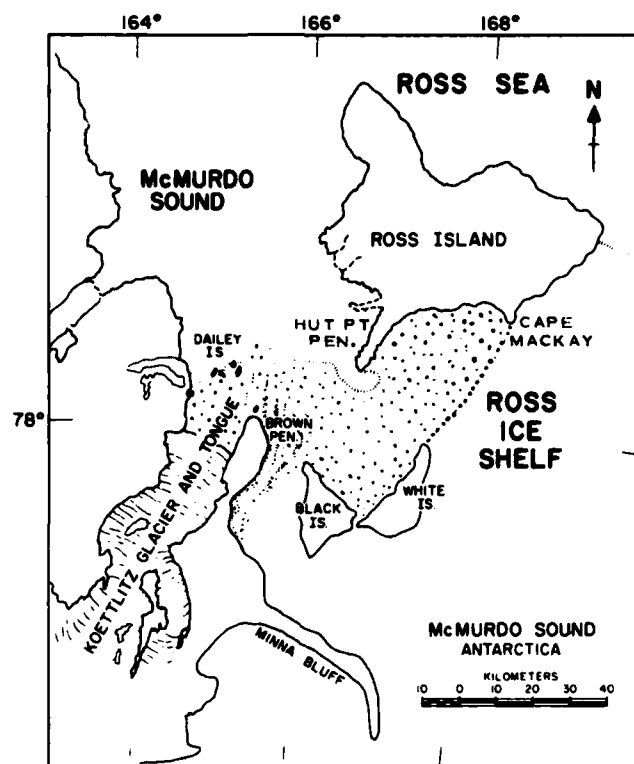 164° 166° 168°
ROSS SEA
N
McMURDO
SOUND
ROSS ISLAND
HUT PT.
PEN.
CAPE
MACKAY
DAILEY
IS.
78°
ROSS
ICE
SHELF
BROWN
PEN.
KOETTLITZ GLACIER AND TONGUE
BLACK
IS.
WHITE
IS.
MINNA BLUFF
McMURDO SOUND
ANTARCTICA
KILOMETERS
10 0 10 20 30 40